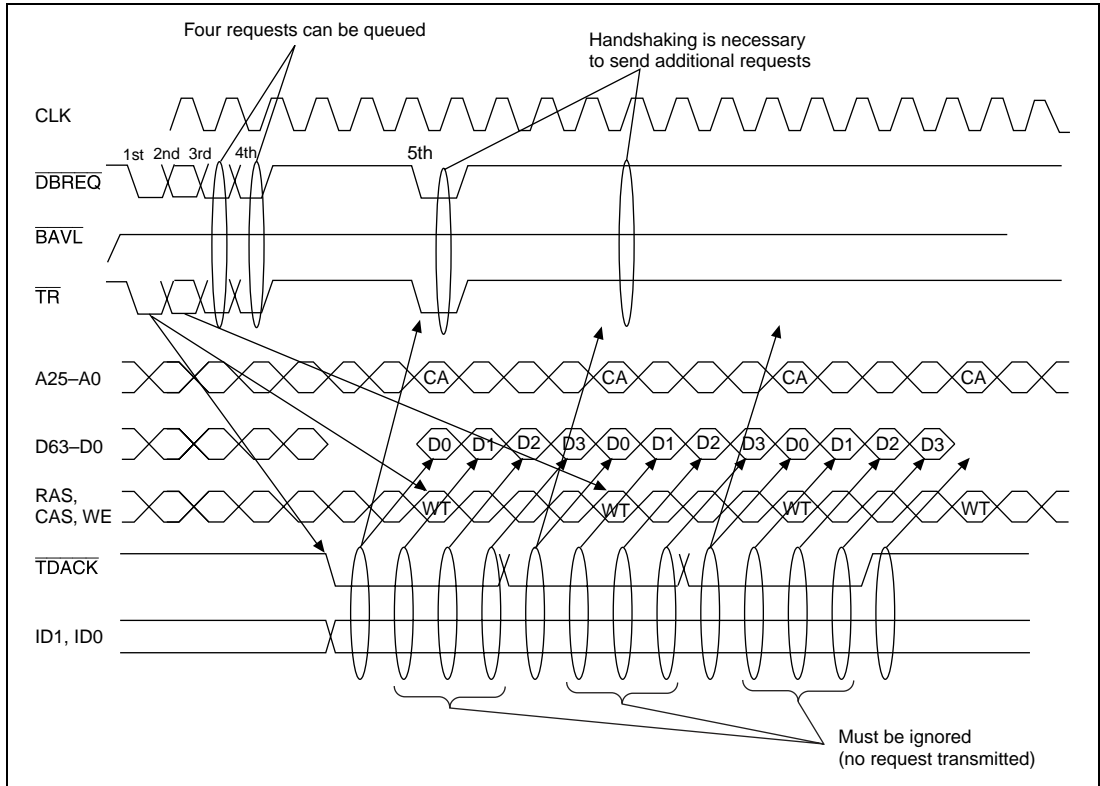 Four requests can be queued
Handshaking is necessary
to send additional requests
CLK
1st 2nd 3rd 4th 5th
DBREQ
BAVL
TR
A25–A0 CA CA CA CA
D63–D0 D0 D1 D2 D3 D0 D1 D2 D3 D0 D1 D2 D3
RAS,
CAS, WE WT WT WT WT
TDACK
ID1, ID0
Must be ignored
(no request transmitted)